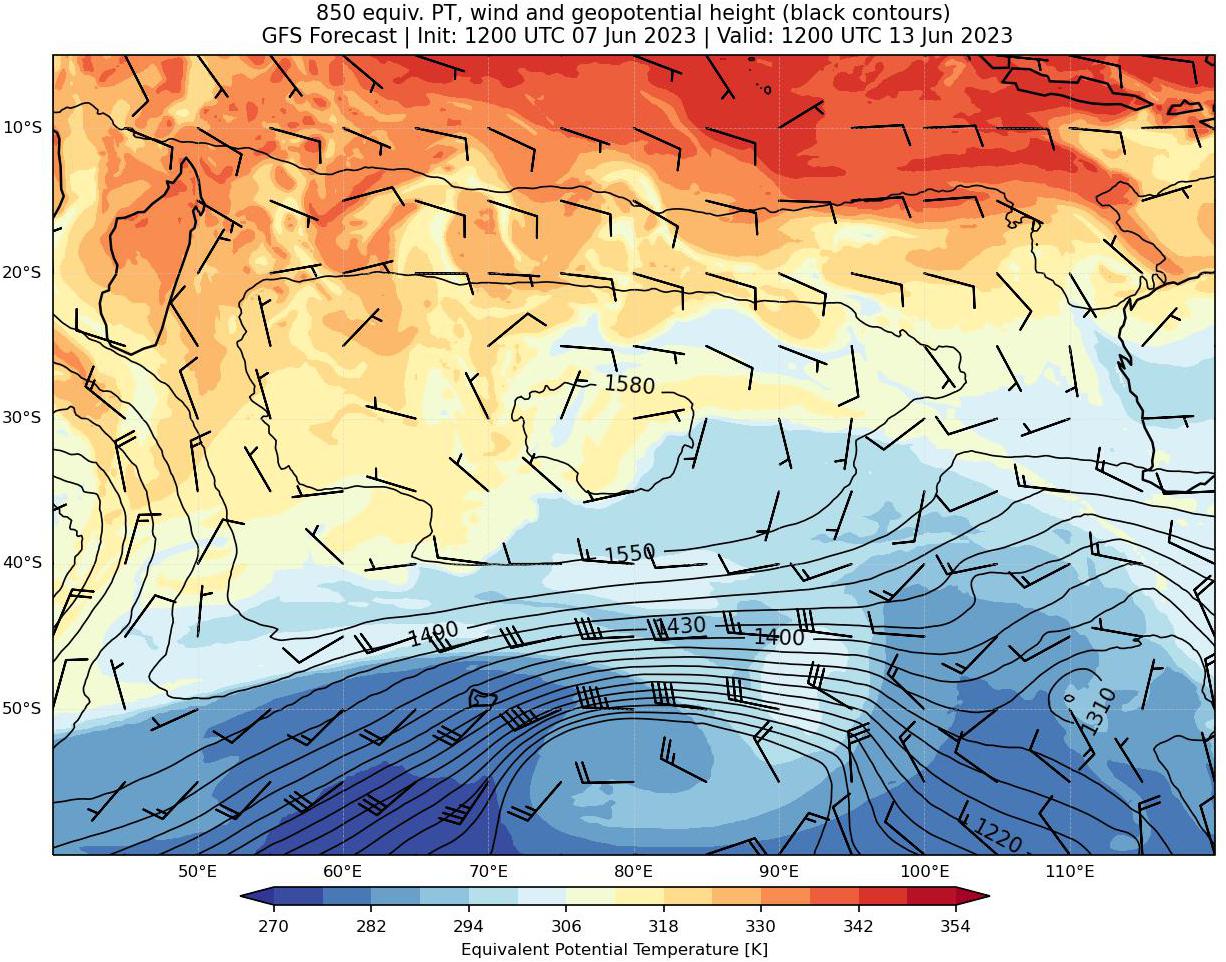 850 equiv. PT, wind and geopotential height (black contours)
GFS Forecast | Init: 1200 UTC 07 Jun 2023 | Valid: 1200 UTC 13 Jun 2023
10°S
20°S
1580
30°S
1550
40°S
1490
1430
1400
50°S
1310
1220
50°E 60°E 70°E 80°E 90°E 100°E 110°E
270 282 294 306 318 330 342 354
Equivalent Potential Temperature [K]